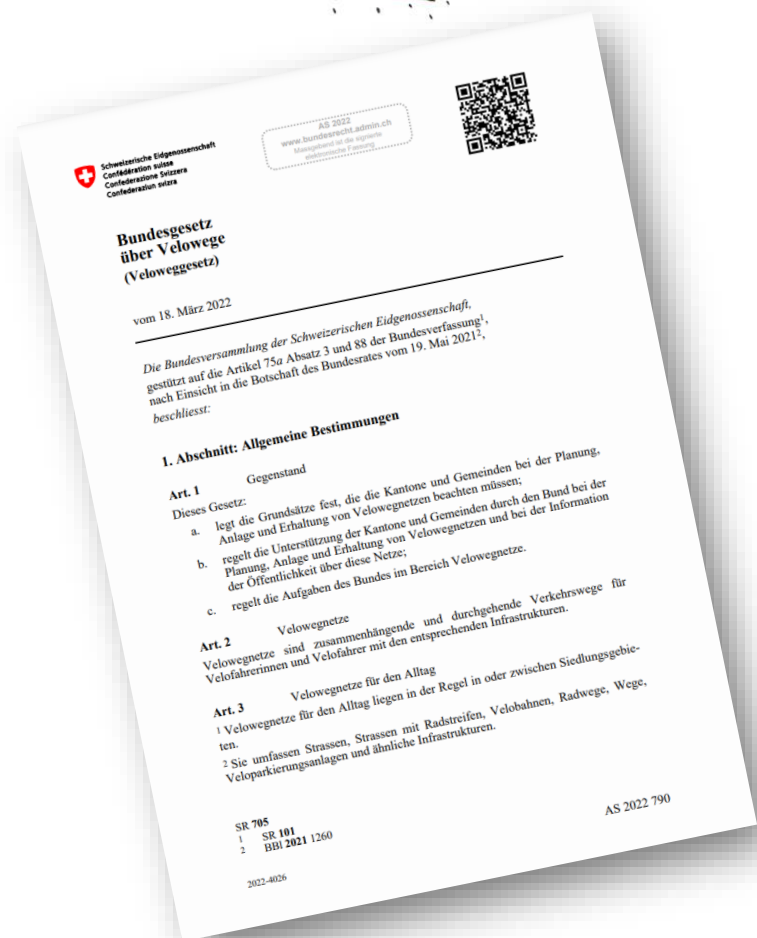 Schweizerische Eidgenossenschaft
Confédération suisse
Confederazione Svizzera
Confederaziun svizra
AS 2022
www.bundesrecht.admin.ch
Massgebend ist die signierte
elektronische Fassung
Bundesgesetz
über Velowege
(Veloweggesetz)
vom 18. März 2022
Die Bundesversammlung der Schweizerischen Eidgenossenschaft,
gestützt auf die Artikel 75a Absatz 3 und 88 der Bundesverfassung¹,
nach Einsicht in die Botschaft des Bundesrates vom 19. Mai 2021²,
beschliesst:
1. Abschnitt: Allgemeine Bestimmungen
Art. 1 Gegenstand
Dieses Gesetz:
a. legt die Grundsätze fest, die die Kantone und Gemeinden bei der Planung,
Anlage und Erhaltung von Velowegnetzen beachten müssen;
b. regelt die Unterstützung der Kantone und Gemeinden durch den Bund bei der
Planung, Anlage und Erhaltung von Velowegnetzen und bei der Information
der Öffentlichkeit über diese Netze;
c. regelt die Aufgaben des Bundes im Bereich Velowegnetze.
Art. 2 Velowegnetze
Velowegnetze sind zusammenhängende und durchgehende Verkehrswege für
Velofahrerinnen und Velofahrer mit den entsprechenden Infrastrukturen.
Art. 3 Velowegnetze für den Alltag
¹ Velowegnetze für den Alltag liegen in der Regel in oder zwischen Siedlungsgebie-
ten.
² Sie umfassen Strassen, Strassen mit Radstreifen, Velobahnen, Radwege, Wege,
Veloparkierungsanlagen und ähnliche Infrastrukturen.
SR 705
1 SR 101
2 BBl 2021 1260
2022-4026
AS 2022 790